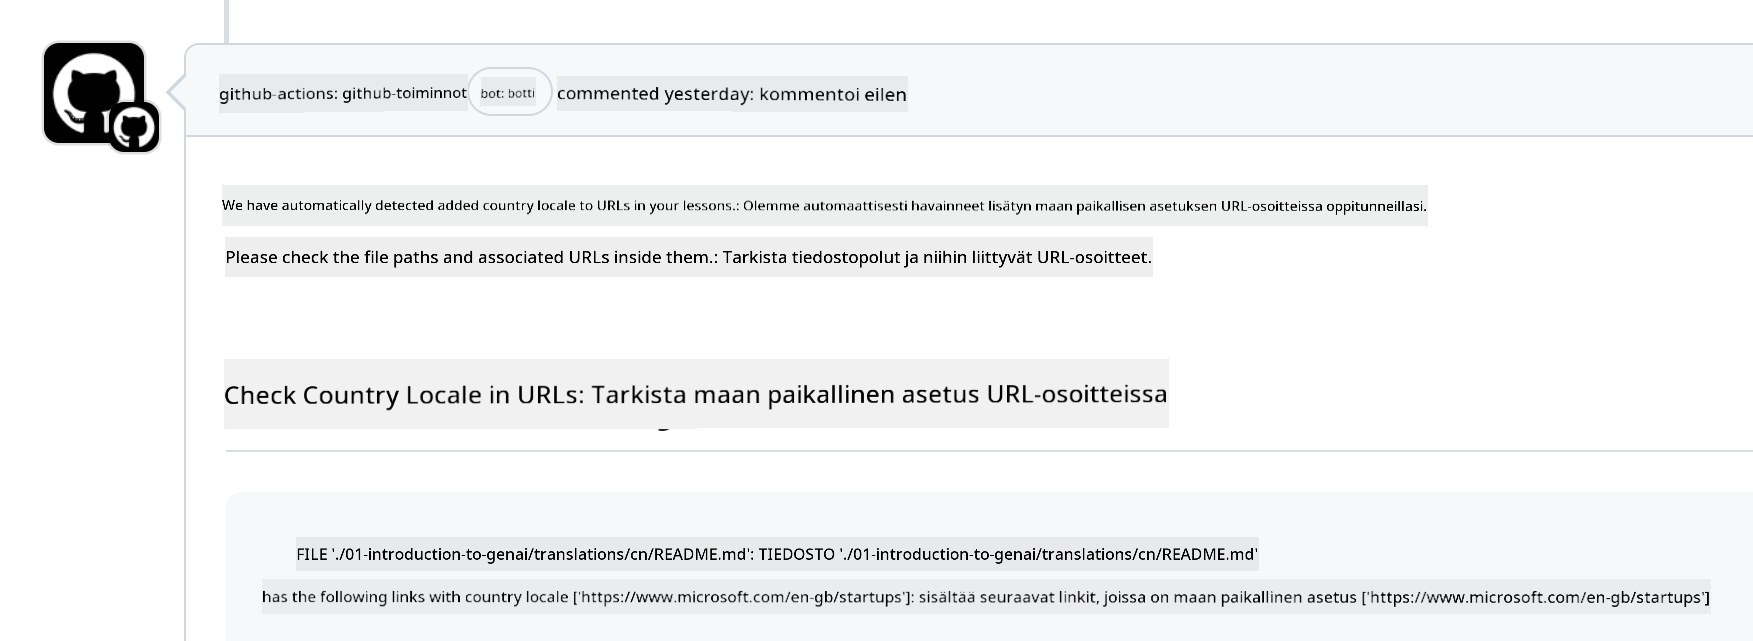 github-actions: github-toiminnot bot: botti commented yesterday: kommentoi eilen
We have automatically detected added country locale to URLs in your lessons.: Olemme automaattisesti havainneet lisätyn maan paikallisen asetuksen URL-osoitteissa oppitunneillasi.
Please check the file paths and associated URLs inside them.: Tarkista tiedostopolut ja niihin liittyvät URL-osoitteet.
Check Country Locale in URLs: Tarkista maan paikallinen asetus URL-osoitteissa
FILE './01-introduction-to-genai/translations/cn/README.md': TIEDOSTO './01-introduction-to-genai/translations/cn/README.md'
has the following links with country locale ['https://www.microsoft.com/en-gb/startups']: sisältää seuraavat linkit, joissa on maan paikallinen asetus ['https://www.microsoft.com/en-gb/startups']